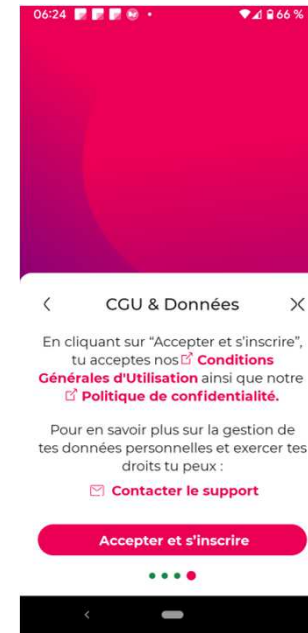 06:24 66 %
CGU & Données
En cliquant sur “Accepter et s’inscrire”,
tu acceptes nos Conditions
Générales d'Utilisation ainsi que notre
Politique de confidentialité.
Pour en savoir plus sur la gestion de
tes données personnelles et exercer tes
droits tu peux :
Contacter le support
Accepter et s’inscrire